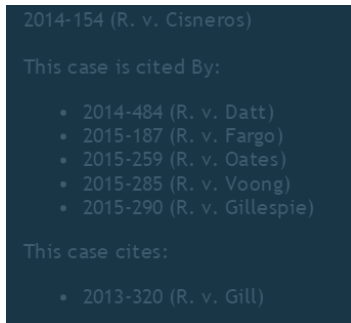 2014-154 (R. v. Cisneros)
This case is cited By:
• 2014-484 (R. v. Datt)
• 2015-187 (R. v. Fargo)
• 2015-259 (R. v. Oates)
• 2015-285 (R. v. Voong)
• 2015-290 (R. v. Gillespie)
This case cites:
• 2013-320 (R. v. Gill)